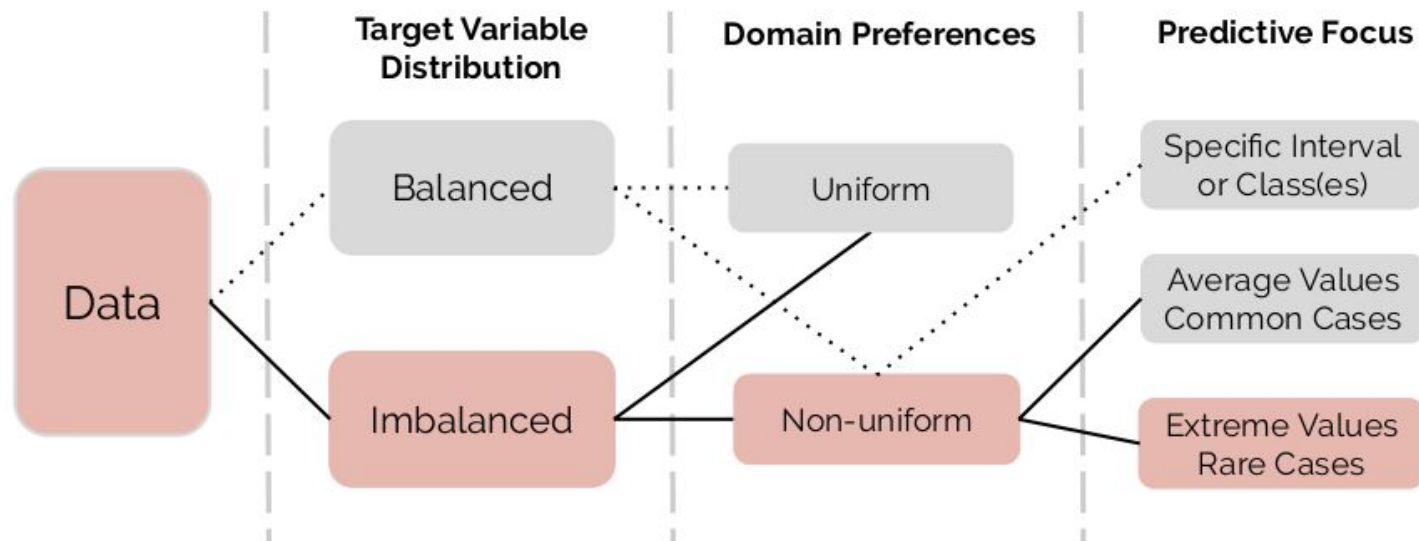 Target Variable
Distribution
Domain Preferences
Predictive Focus
Data
Balanced
Imbalanced
Uniform
Non-uniform
Specific Interval
or Class(es)
Average Values
Common Cases
Extreme Values
Rare Cases